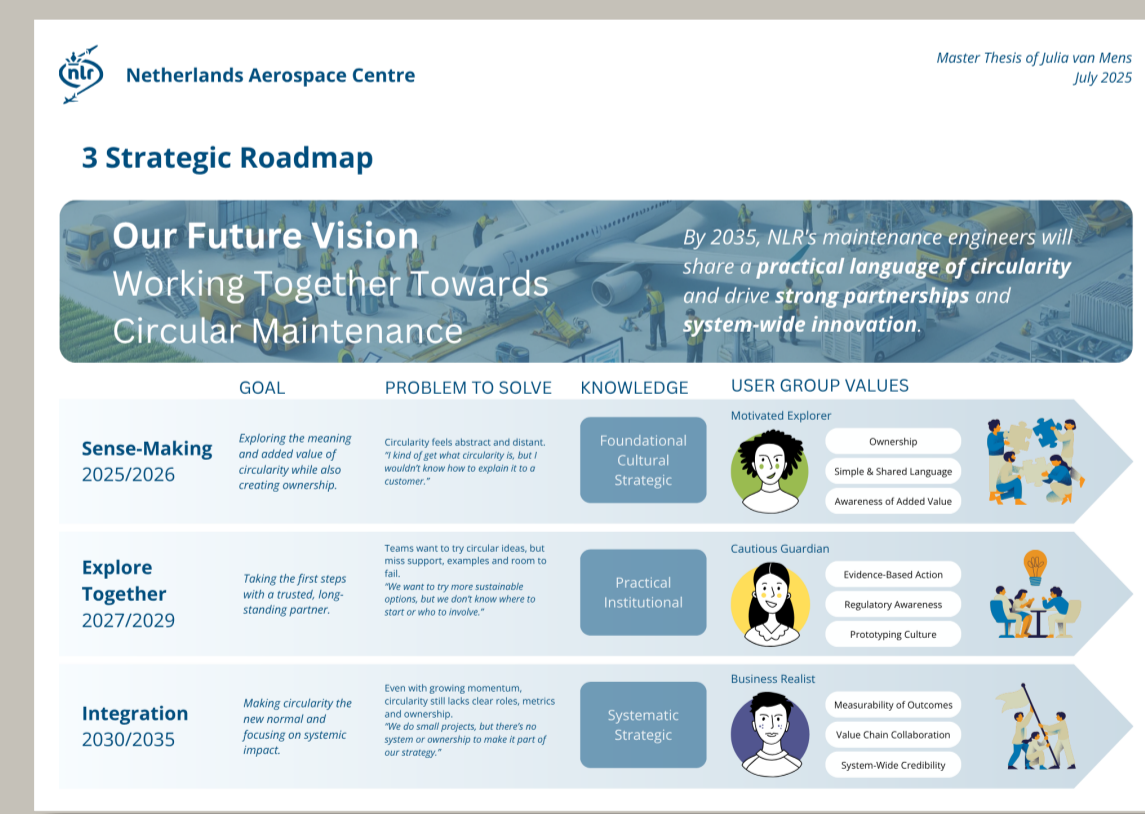 nlr
Netherlands Aerospace Centre
Master Thesis of Julia van Mens
July 2025
3 Strategic Roadmap
Our Future Vision
Working Together Towards
Circular Maintenance
By 2035, NLR's maintenance engineers will
share a practical language of circularity
and drive strong partnerships and
system-wide innovation.
GOAL
PROBLEM TO SOLVE
KNOWLEDGE
USER GROUP VALUES
Sense-Making
2025/2026
Exploring the meaning
and added value of
circularity while also
creating ownership.
Circularity feels abstract and distant.
"I kind of get what circularity is, but I
wouldn't know how to explain it to a
customer."
Foundational
Cultural
Strategic
Motivated Explorer
Ownership
Simple & Shared Language
Awareness of Added Value
Explore
Together
2027/2029
Taking the first steps
with a trusted, long-
standing partner.
Teams want to try circular ideas, but
miss support, examples and room to
fail.
"We want to try more sustainable
options, but we don't know where to
start or who to involve."
Practical
Institutional
Cautious Guardian
Evidence-Based Action
Regulatory Awareness
Prototyping Culture
Integration
2030/2035
Making circularity the
new normal and
focusing on systemic
impact.
Even with growing momentum,
circularity still lacks clear roles, metrics
and ownership.
"We do small projects, but there's no
system or ownership to make it part of
our strategy."
Systematic
Strategic
Business Realist
Measurability of Outcomes
Value Chain Collaboration
System-Wide Credibility